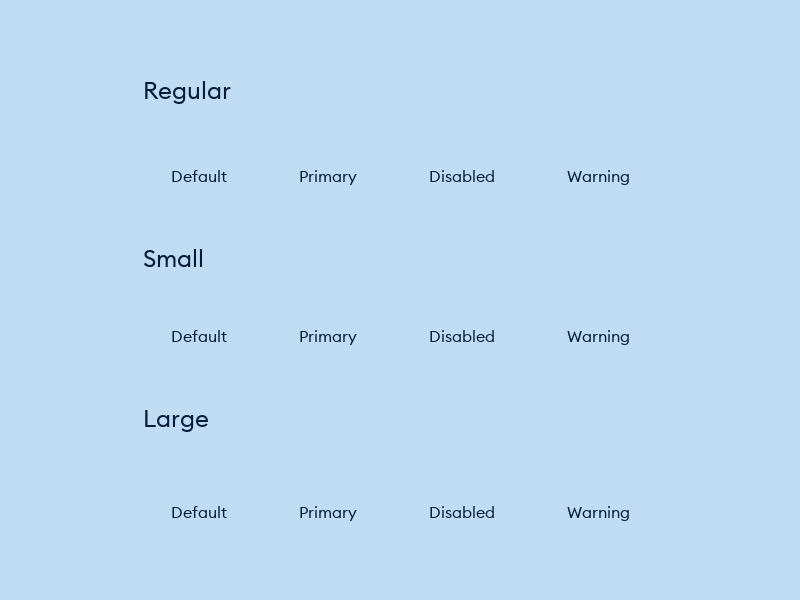 Regular
Default Primary Disabled Warning
Small
Default Primary Disabled Warning
Large
Default Primary Disabled Warning